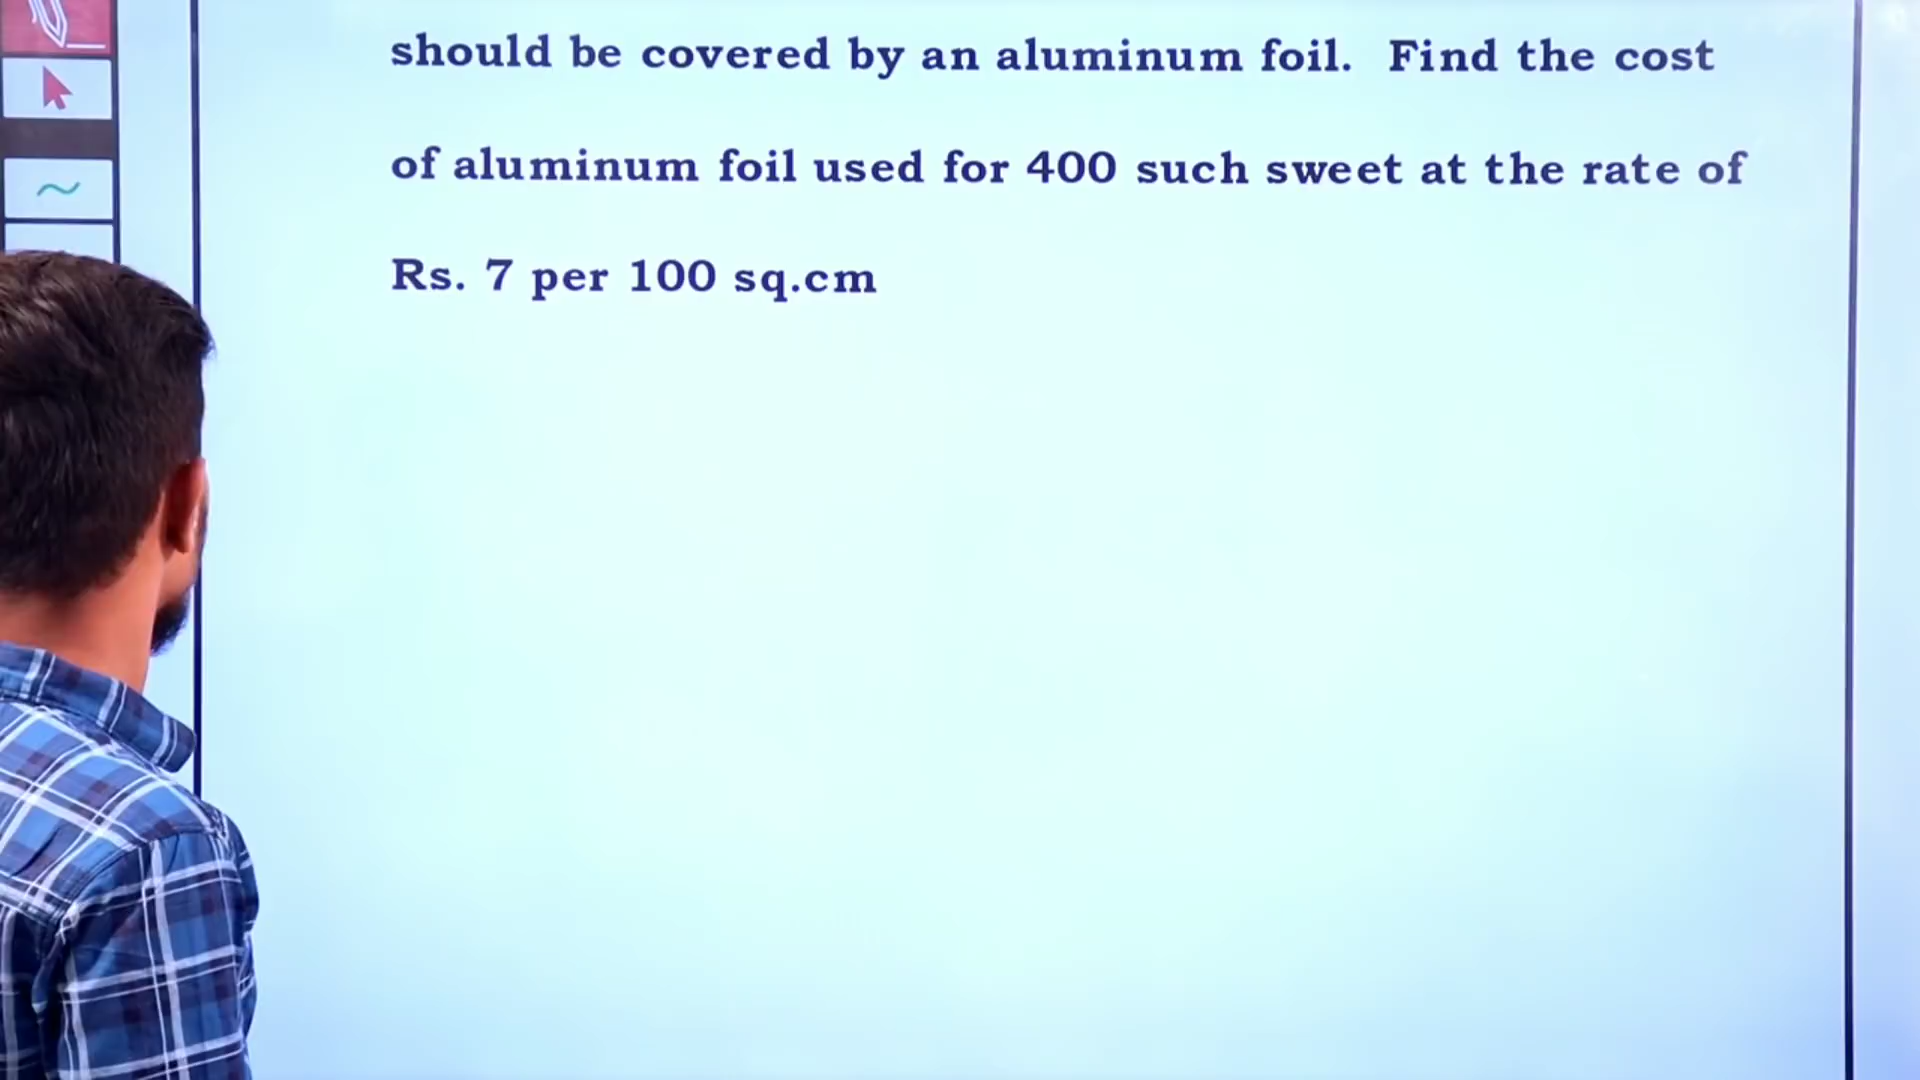 should be covered by an aluminum foil. Find the cost
of aluminum foil used for 400 such sweet at the rate of
Rs. 7 per 100 sq.cm